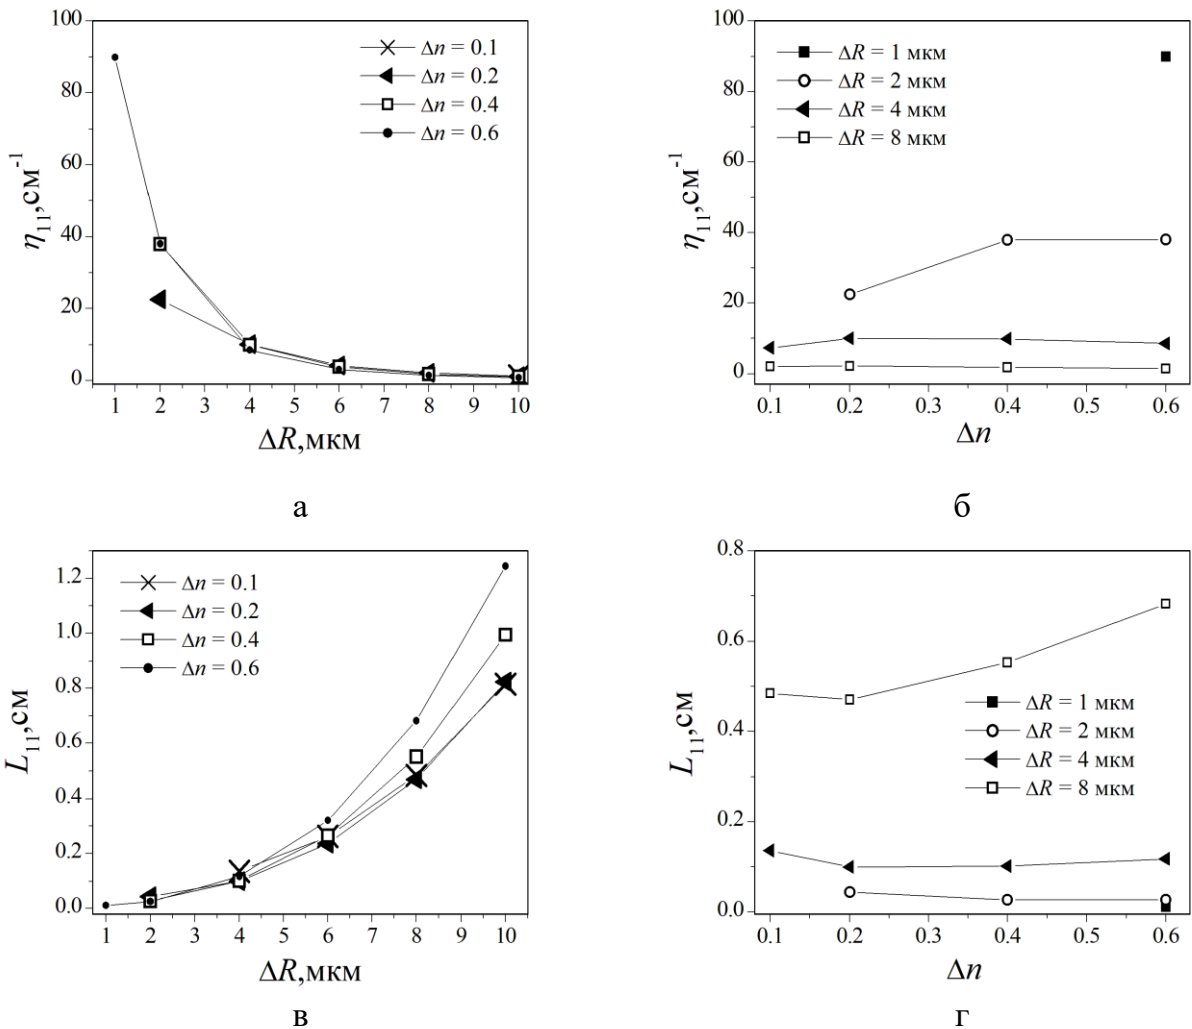 100
80
60
40
20
0
η₁₁,см⁻¹
Δn = 0.1
Δn = 0.2
Δn = 0.4
Δn = 0.6
1 2 3 4 5 6 7 8 9 10
ΔR,мкм
а
100
80
60
40
20
0
η₁₁,см⁻¹
ΔR = 1 мкм
ΔR = 2 мкм
ΔR = 4 мкм
ΔR = 8 мкм
0.1 0.2 0.3 0.4 0.5 0.6
Δn
б
1.2
1.0
0.8
0.6
0.4
0.2
0.0
L₁₁,см
Δn = 0.1
Δn = 0.2
Δn = 0.4
Δn = 0.6
1 2 3 4 5 6 7 8 9 10
ΔR,мкм
в
0.8
0.6
0.4
0.2
0.0
L₁₁,см
ΔR = 1 мкм
ΔR = 2 мкм
ΔR = 4 мкм
ΔR = 8 мкм
0.1 0.2 0.3 0.4 0.5 0.6
Δn
г